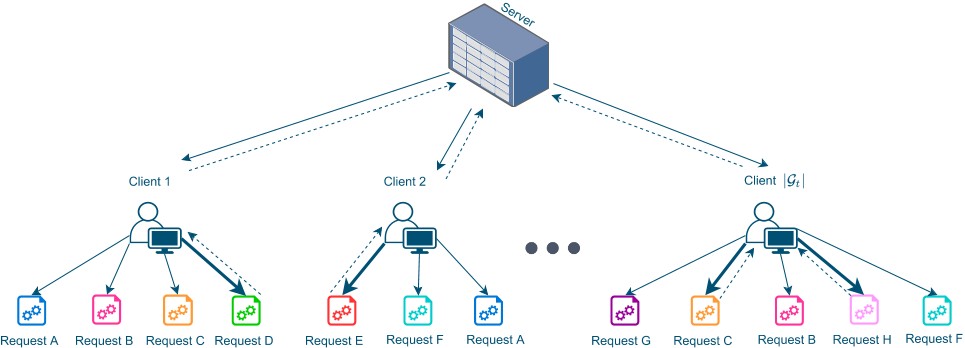 Server
Client 1
Client 2
Client |𝒢ₜ|
Request A
Request B
Request C
Request D
Request E
Request F
Request A
Request G
Request C
Request B
Request H
Request F